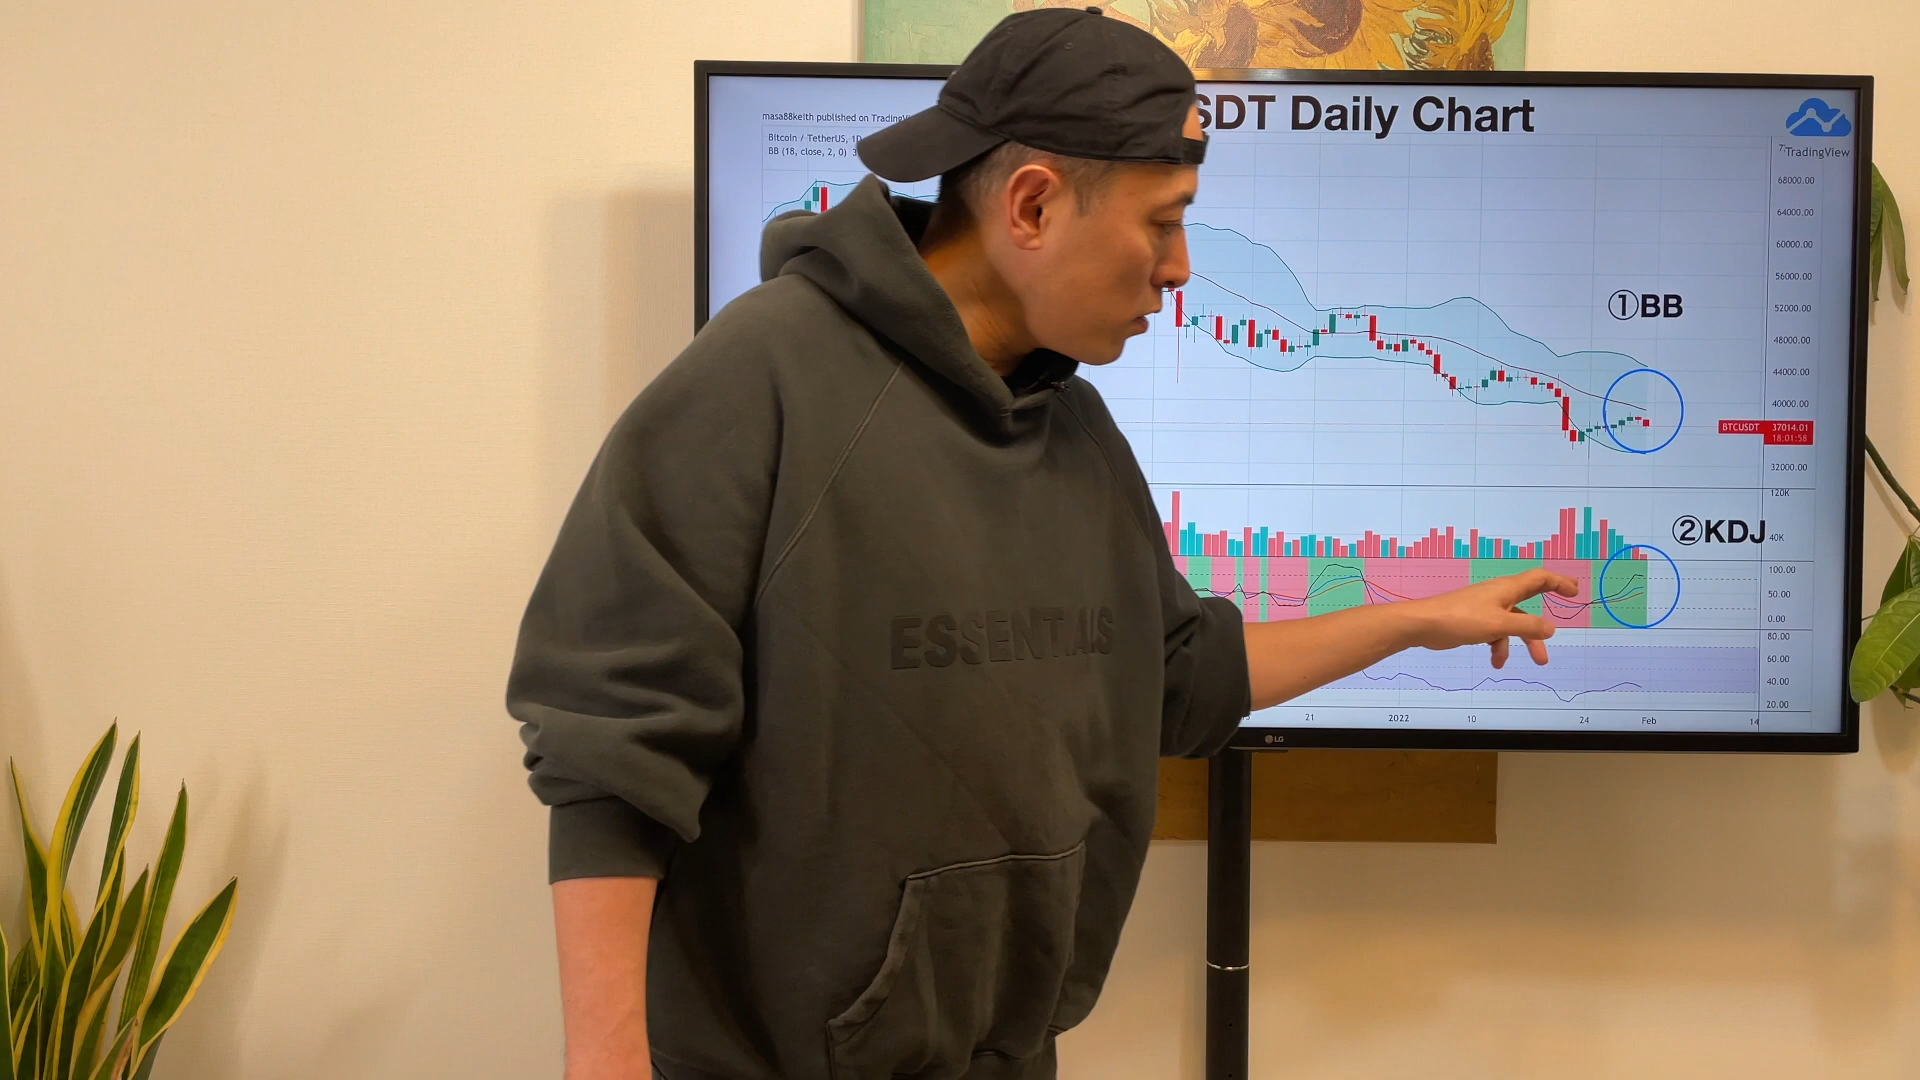 SDT Daily Chart
masa88keith published on TradingVi
TradingView
Bitcoin / TetherUS, 1D
BB (18, close, 2, 0) 3
68000.00
64000.00
60000.00
56000.00
52000.00
①BB
48000.00
44000.00
40000.00
BTCUSDT 37014.01
18:01:58
32000.00
120K
②KDJ
40K
100.00
50.00
0.00
80.00
60.00
40.00
20.00
21 2022 10 24 Feb 14
LG
ESSENTIALS